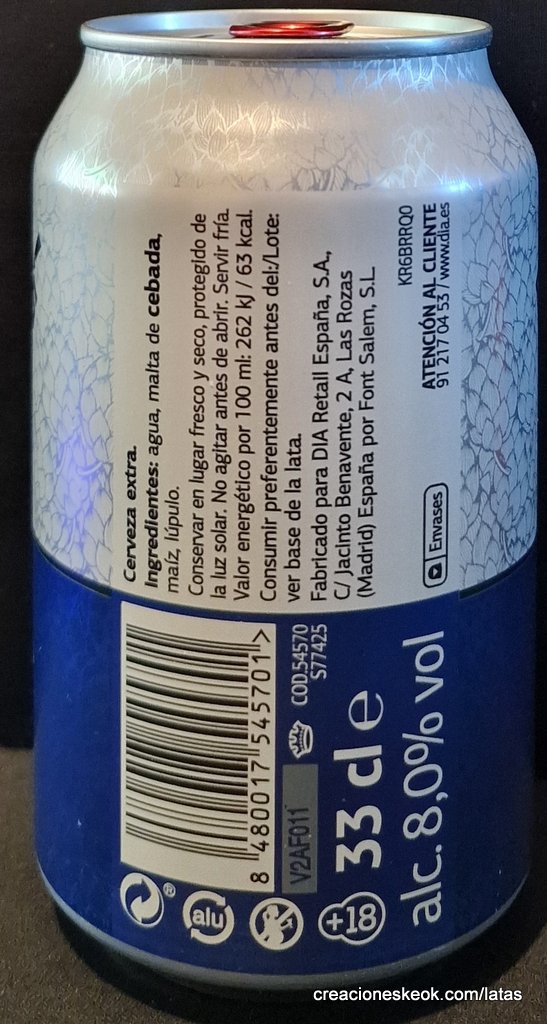 Cerveza extra.
Ingredientes: agua, malta de cebada,
maíz, lúpulo.
Conservar en lugar fresco y seco, protegido de
la luz solar. No agitar antes de abrir. Servir fría.
Valor energético por 100 ml: 262 kJ / 63 kcal.
Consumir preferentemente antes del:/Lote:
ver base de la lata.
Fabricado para DIA Retail España, S.A.,
C/ Jacinto Benavente, 2 A, Las Rozas
(Madrid) España por Font Salem, S.L
KR6BRRQ0
ATENCIÓN AL CLIENTE
91 217 04 53 / www.dia.es
Envases
8 480017 545701 >
V2AF011
COD.54570
S77425
alu
+18
33 cl e
alc. 8,0% vol
creacioneskeok.com/latas